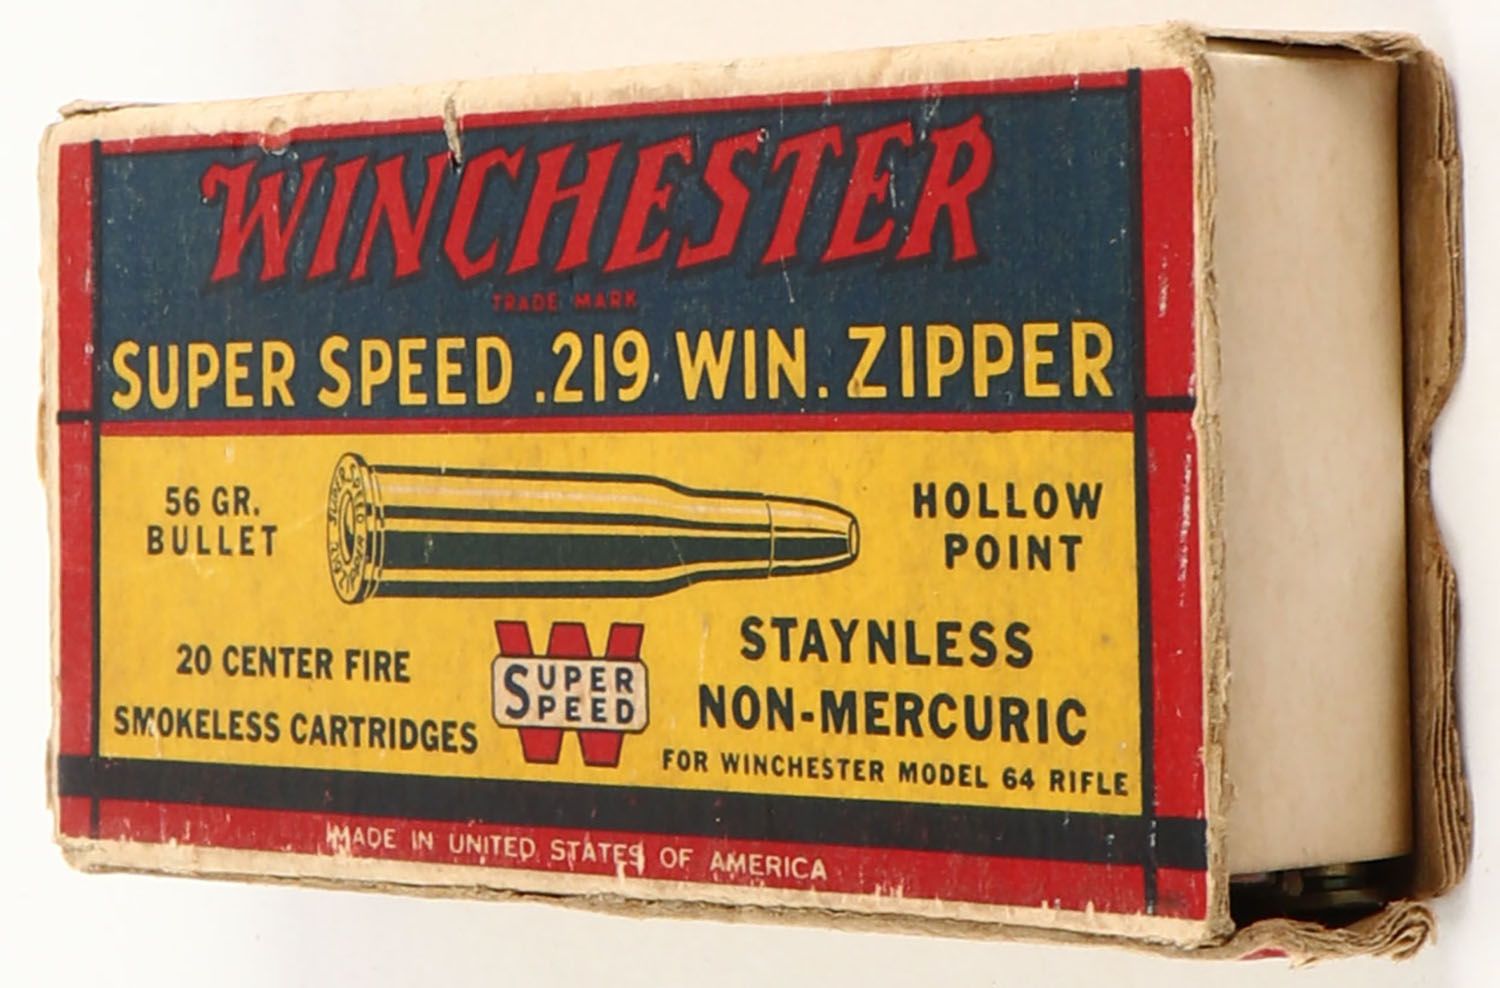 WINCHESTER
TRADE MARK
SUPER SPEED .219 WIN. ZIPPER
56 GR.
BULLET
HOLLOW
POINT
20 CENTER FIRE
SMOKELESS CARTRIDGES
SUPER
SPEED
STAYNLESS
NON-MERCURIC
FOR WINCHESTER MODEL 64 RIFLE
MADE IN UNITED STATES OF AMERICA